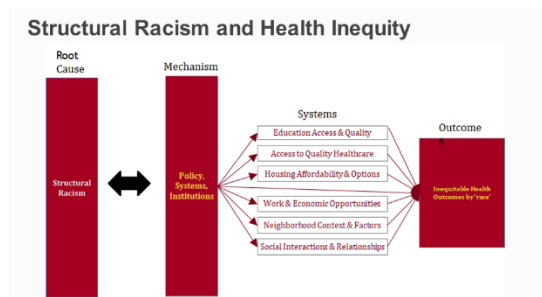 Structural Racism and Health Inequity
Root
Cause
Mechanism
Systems
Outcome
s
Structural
Racism
Policy,
Systems,
Institutions
Education Access & Quality
Access to Quality Healthcare
Housing Affordability & Options
Work & Economic Opportunities
Neighborhood Context & Factors
Social Interactions & Relationships
Inequitable Health
Outcomes by 'race'